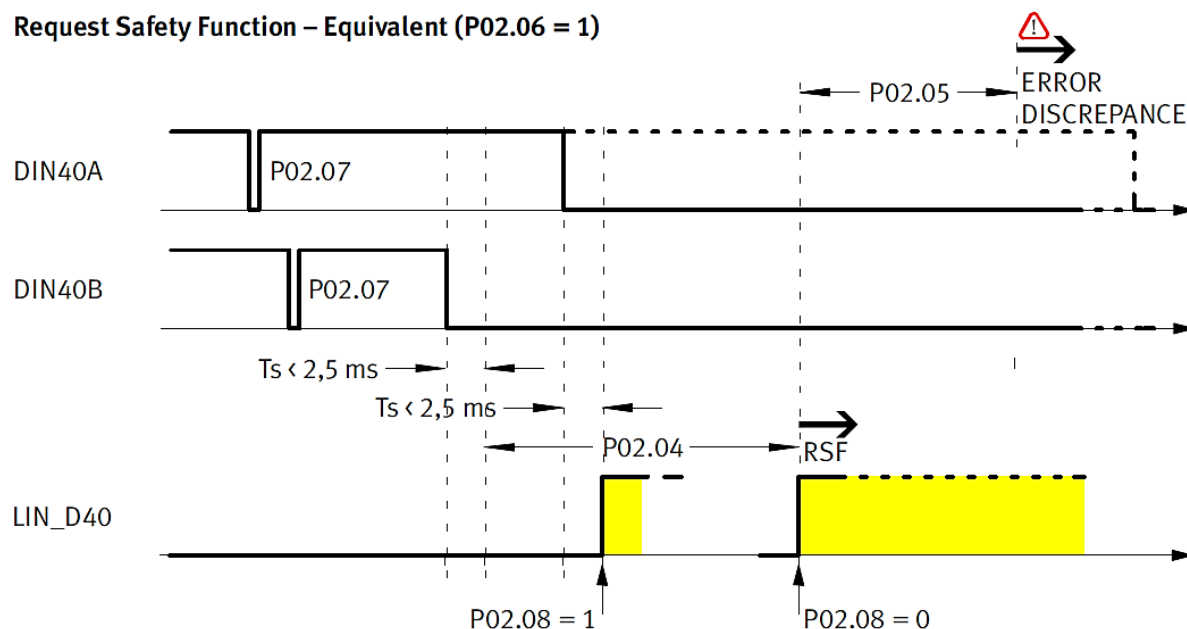 Request Safety Function – Equivalent (P02.06 = 1)
P02.05
ERROR
DISCREPANCE
DIN40A
P02.07
DIN40B
P02.07
Ts < 2,5 ms
Ts < 2,5 ms
P02.04
RSF
LIN_D40
P02.08 = 1
P02.08 = 0